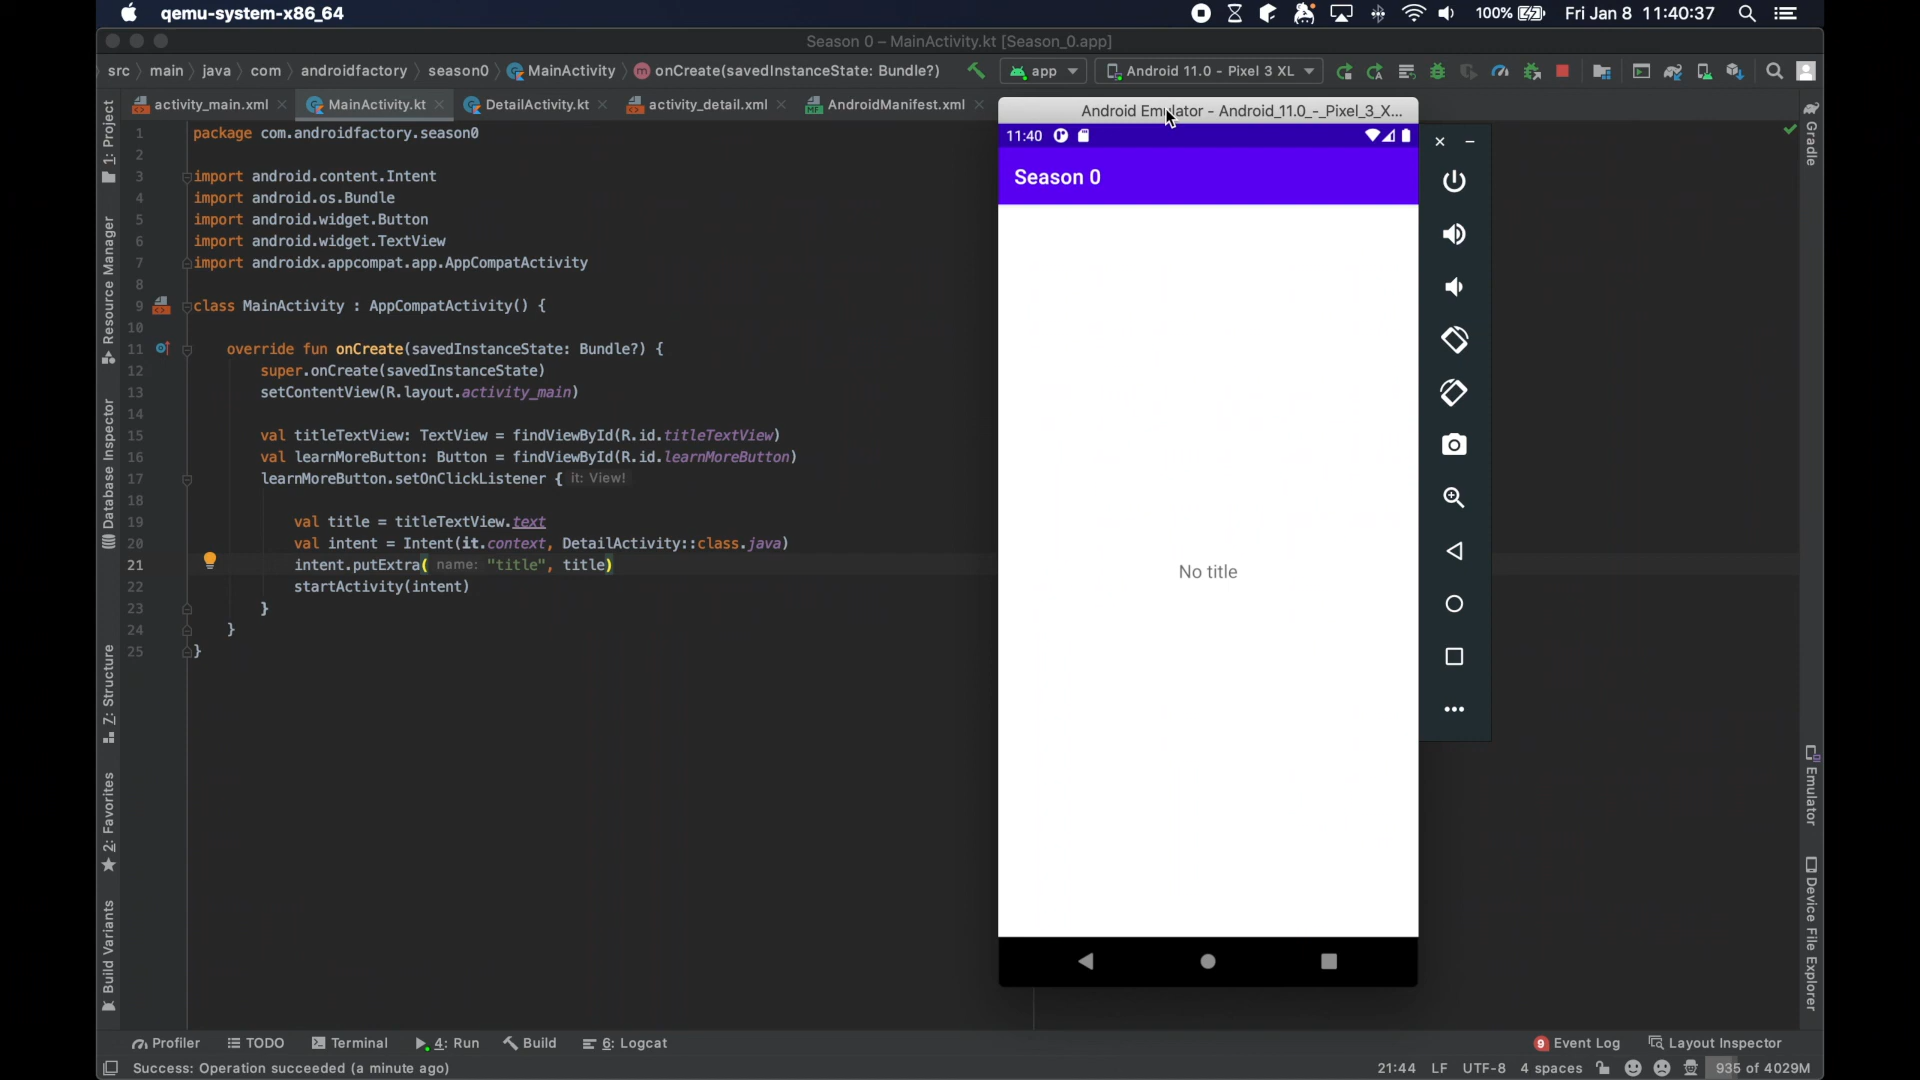 qemu-system-x86_64
100%
Fri Jan 8 11:40:37
Season 0 – MainActivity.kt [Season_0.app]
src
main
java
com
androidfactory
season0
MainActivity
onCreate(savedInstanceState: Bundle?)
app
Android 11.0 - Pixel 3 XL
activity_main.xml
MainActivity.kt
DetailActivity.kt
activity_detail.xml
AndroidManifest.xml
1: Project
Resource Manager
Database Inspector
Z: Structure
2: Favorites
Build Variants
1 package com.androidfactory.season0
2
3 import android.content.Intent
4 import android.os.Bundle
5 import android.widget.Button
6 import android.widget.TextView
7 import androidx.appcompat.app.AppCompatActivity
8
9 class MainActivity : AppCompatActivity() {
10
11 override fun onCreate(savedInstanceState: Bundle?) {
12 super.onCreate(savedInstanceState)
13 setContentView(R.layout.activity_main)
14
15 val titleTextView: TextView = findViewById(R.id.titleTextView)
16 val learnMoreButton: Button = findViewById(R.id.learnMoreButton)
17 learnMoreButton.setOnClickListener { it: View!
18
19 val title = titleTextView.text
20 val intent = Intent(it.context, DetailActivity::class.java)
21 intent.putExtra( name: "title", title)
22 startActivity(intent)
23 }
24 }
25 }
Android Emulator - Android_11.0_-_Pixel_3_X...
11:40
Season 0
No title
Gradle
Emulator
Device File Explorer
Profiler
TODO
Terminal
4: Run
Build
6: Logcat
9 Event Log
Layout Inspector
Success: Operation succeeded (a minute ago)
21:44
LF
UTF-8
4 spaces
935 of 4029M